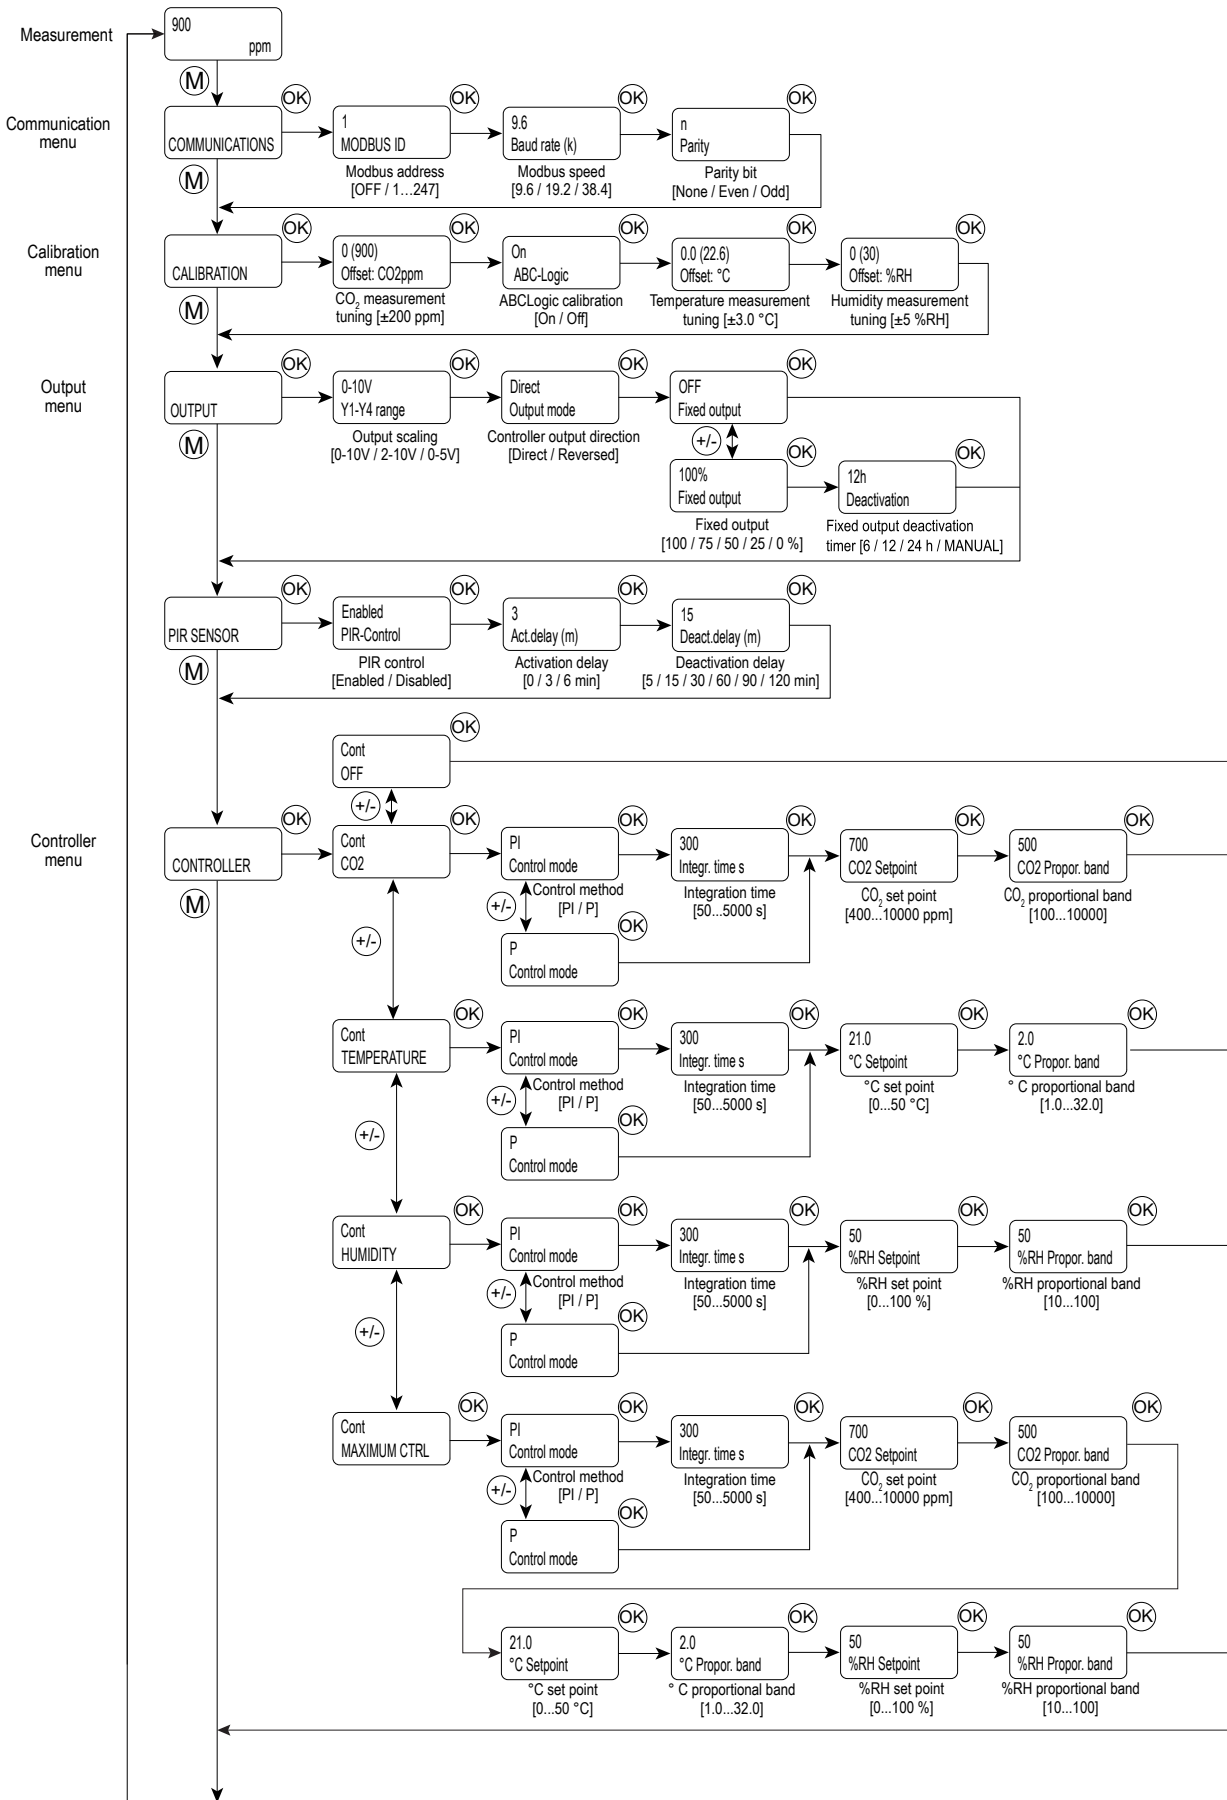 Measurement
900
ppm
M
Communication
menu
COMMUNICATIONS
OK
1
MODBUS ID
OK
9.6
Baud rate (k)
OK
n
Parity
OK
Modbus address
[OFF / 1…247]
Modbus speed
[9.6 / 19.2 / 38.4]
Parity bit
[None / Even / Odd]
M
Calibration
menu
CALIBRATION
OK
0 (900)
Offset: CO2ppm
OK
On
ABC-Logic
OK
0.0 (22.6)
Offset: °C
OK
0 (30)
Offset: %RH
OK
CO2 measurement
tuning [±200 ppm]
ABCLogic calibration
[On / Off]
Temperature measurement
tuning [±3.0 °C]
Humidity measurement
tuning [±5 %RH]
M
Output
menu
OUTPUT
OK
0-10V
Y1-Y4 range
OK
Direct
Output mode
OK
OFF
Fixed output
OK
Output scaling
[0-10V / 2-10V / 0-5V]
Controller output direction
[Direct / Reversed]
+/-
M
100%
Fixed output
OK
12h
Deactivation
OK
Fixed output
[100 / 75 / 50 / 25 / 0 %]
Fixed output deactivation
timer [6 / 12 / 24 h / MANUAL]
PIR SENSOR
OK
Enabled
PIR-Control
OK
3
Act.delay (m)
OK
15
Deact.delay (m)
OK
PIR control
[Enabled / Disabled]
Activation delay
[0 / 3 / 6 min]
Deactivation delay
[5 / 15 / 30 / 60 / 90 / 120 min]
M
Cont
OFF
OK
+/-
Controller
menu
CONTROLLER
OK
Cont
CO2
OK
PI
Control mode
OK
300
Integr. time s
OK
700
CO2 Setpoint
OK
500
CO2 Propor. band
OK
M
+/-
Control method
[PI / P]
Integration time
[50...5000 s]
CO2 set point
[400...10000 ppm]
CO2 proportional band
[100...10000]
+/-
P
Control mode
OK
Cont
TEMPERATURE
OK
PI
Control mode
OK
300
Integr. time s
OK
21.0
°C Setpoint
OK
2.0
°C Propor. band
OK
+/-
Control method
[PI / P]
Integration time
[50...5000 s]
°C set point
[0...50 °C]
° C proportional band
[1.0...32.0]
+/-
P
Control mode
OK
Cont
HUMIDITY
OK
PI
Control mode
OK
300
Integr. time s
OK
50
%RH Setpoint
OK
50
%RH Propor. band
OK
+/-
Control method
[PI / P]
Integration time
[50...5000 s]
%RH set point
[0...100 %]
%RH proportional band
[10...100]
+/-
P
Control mode
OK
Cont
MAXIMUM CTRL
OK
PI
Control mode
OK
300
Integr. time s
OK
700
CO2 Setpoint
OK
500
CO2 Propor. band
OK
+/-
Control method
[PI / P]
Integration time
[50...5000 s]
CO2 set point
[400...10000 ppm]
CO2 proportional band
[100...10000]
P
Control mode
OK
21.0
°C Setpoint
OK
2.0
°C Propor. band
OK
50
%RH Setpoint
OK
50
%RH Propor. band
OK
°C set point
[0...50 °C]
° C proportional band
[1.0...32.0]
%RH set point
[0...100 %]
%RH proportional band
[10...100]